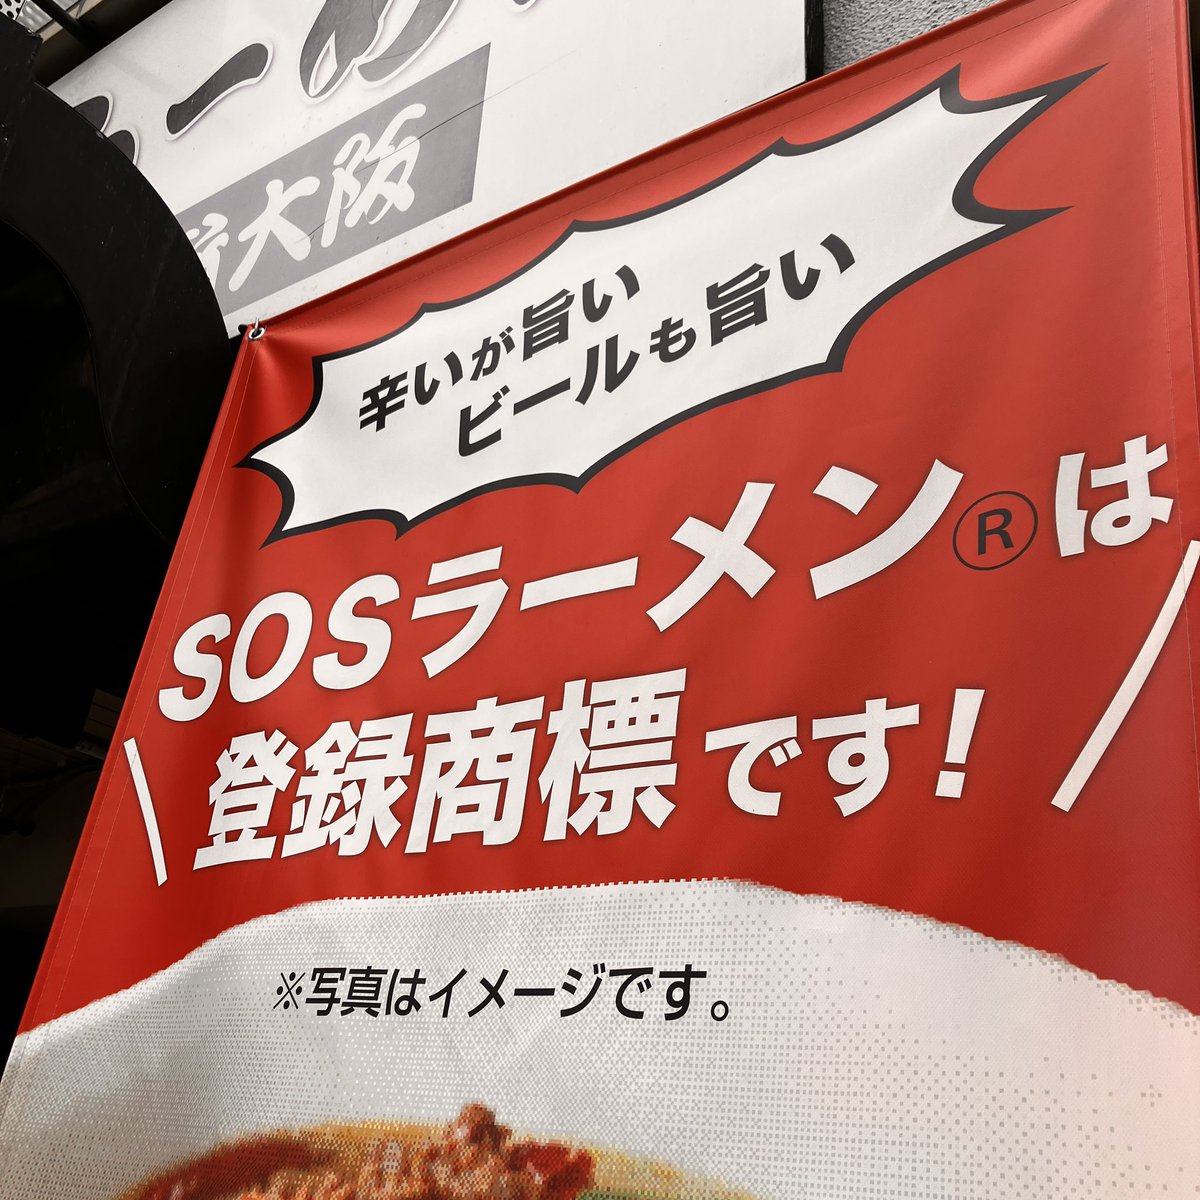 大阪
辛いが旨い
ビールも旨い
SOSラーメン®は
登録商標です!
※写真はイメージです。